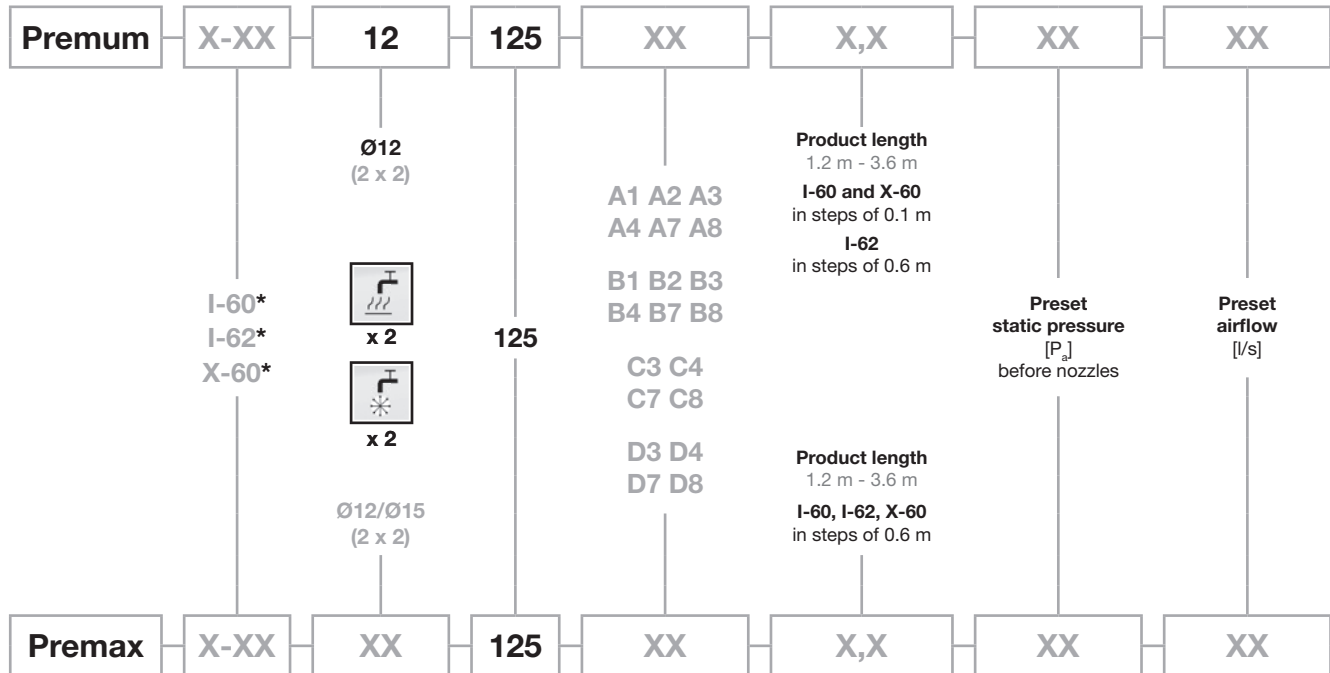 Premum X-XX 12 125 XX X,X XX XX
Ø12
(2 x 2)
x 2
x 2
Ø12/Ø15
(2 x 2)
I-60*
I-62*
X-60*
125
A1 A2 A3
A4 A7 A8
B1 B2 B3
B4 B7 B8
C3 C4
C7 C8
D3 D4
D7 D8
Product length
1.2 m - 3.6 m
I-60 and X-60
in steps of 0.1 m
I-62
in steps of 0.6 m
Product length
1.2 m - 3.6 m
I-60, I-62, X-60
in steps of 0.6 m
Preset
static pressure
[Pa]
before nozzles
Preset
airflow
[l/s]
Premax X-XX XX 125 XX X,X XX XX